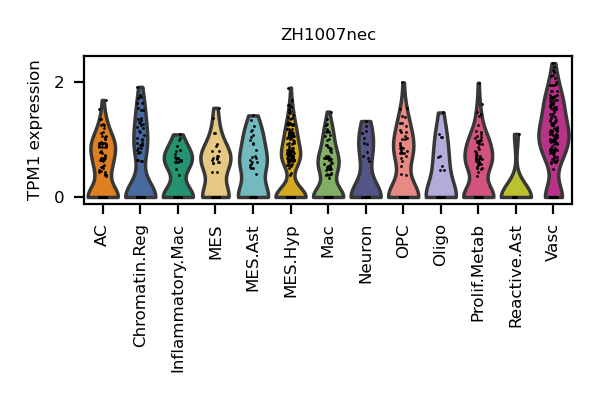 ZH1007nec
TPM1 expression
2
0
AC
Chromatin.Reg
Inflammatory.Mac
MES
MES.Ast
MES.Hyp
Mac
Neuron
OPC
Oligo
Prolif.Metab
Reactive.Ast
Vasc